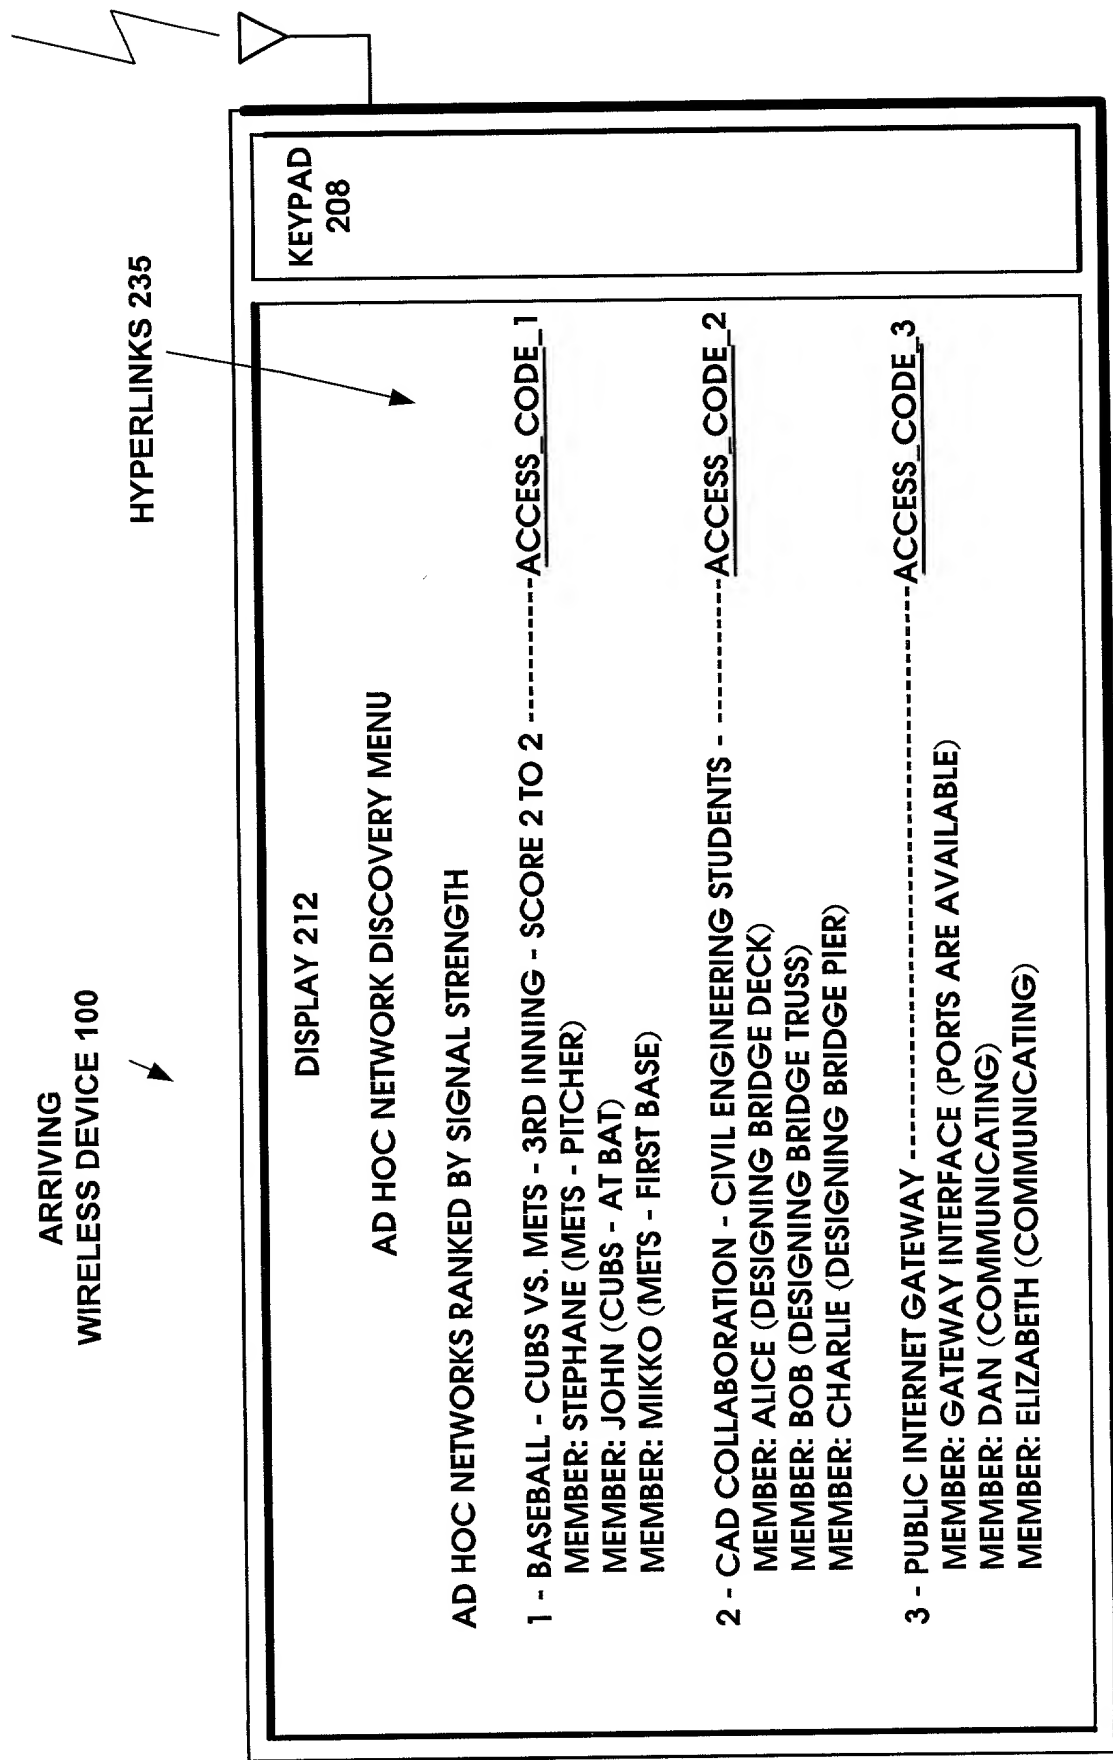 ARRIVING
WIRELESS DEVICE 100
HYPERLINKS 235
DISPLAY 212
KEYPAD
208
AD HOC NETWORK DISCOVERY MENU
AD HOC NETWORKS RANKED BY SIGNAL STRENGTH
1 - BASEBALL - CUBS VS. METS - 3RD INNING - SCORE 2 TO 2 -----------ACCESS_CODE_1
MEMBER: STEPHANE (METS - PITCHER)
MEMBER: JOHN (CUBS - AT BAT)
MEMBER: MIKKO (METS - FIRST BASE)
2 - CAD COLLABORATION - CIVIL ENGINEERING STUDENTS - -----------ACCESS_CODE_2
MEMBER: ALICE (DESIGNING BRIDGE DECK)
MEMBER: BOB (DESIGNING BRIDGE TRUSS)
MEMBER: CHARLIE (DESIGNING BRIDGE PIER)
3 - PUBLIC INTERNET GATEWAY --------------------------------------------ACCESS_CODE_3
MEMBER: GATEWAY INTERFACE (PORTS ARE AVAILABLE)
MEMBER: DAN (COMMUNICATING)
MEMBER: ELIZABETH (COMMUNICATING)